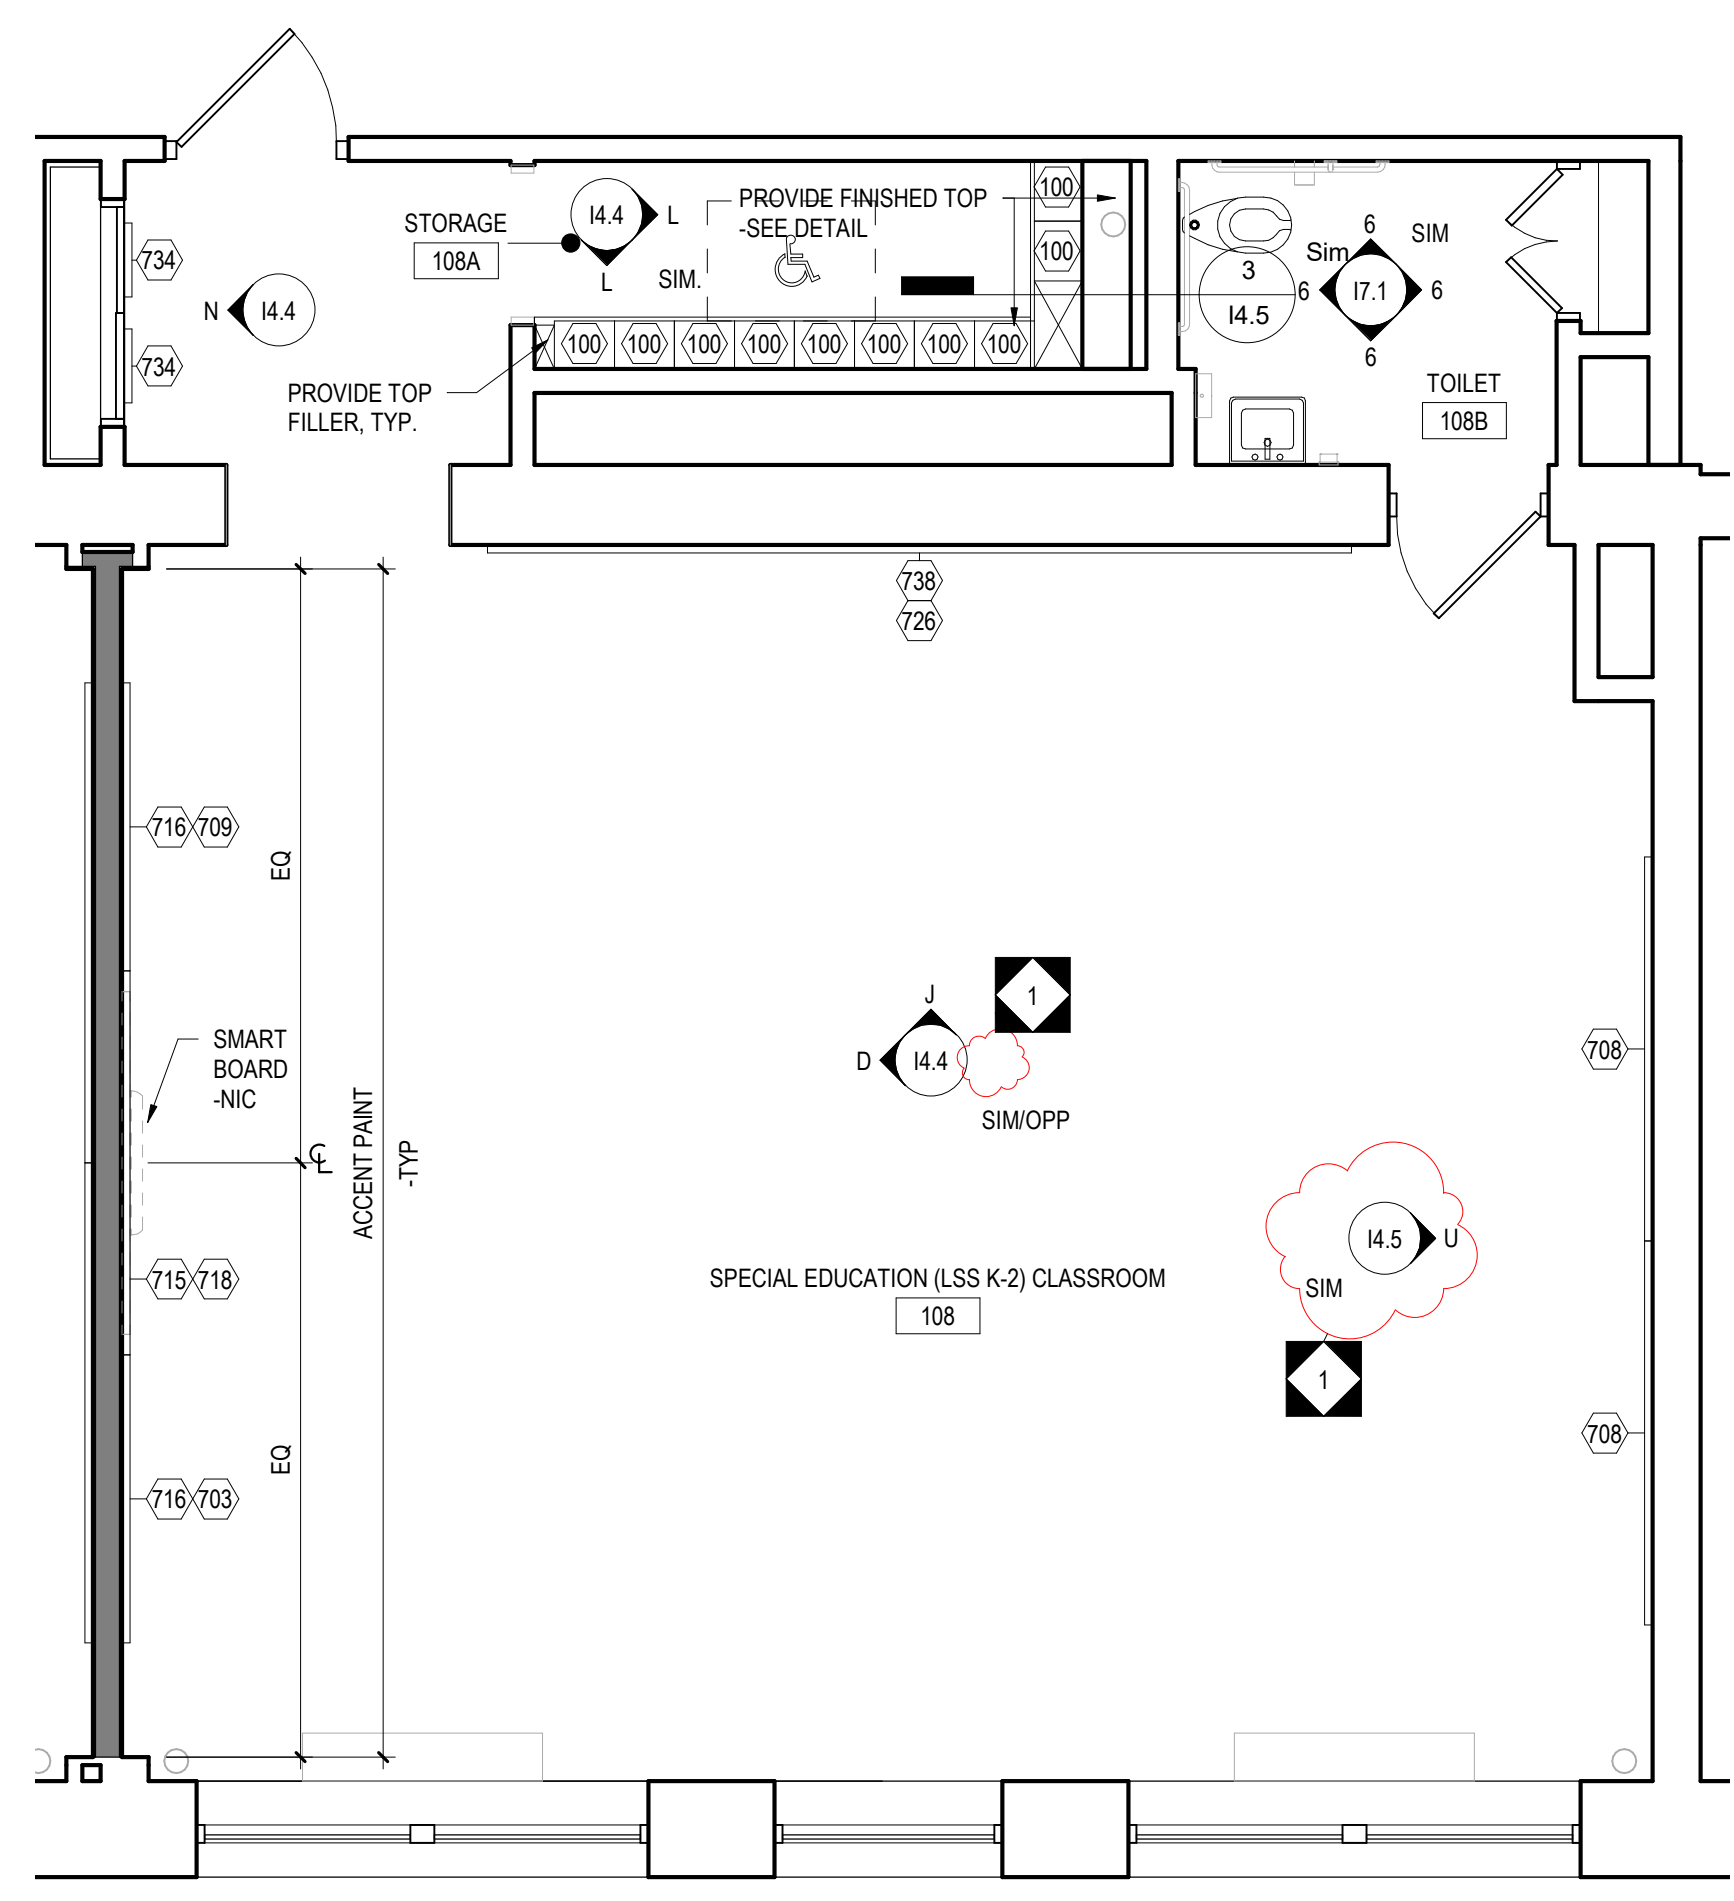 PROVIDE FINISHED TOP
-SEE DETAIL
100
100
STORAGE
108A
I4.4
L
L
SIM.
734
734
N
I4.4
3
I4.5
Sim
SIM
6
6
6
6
I7.1
100
100
100
100
100
100
100
100
PROVIDE TOP
FILLER, TYP.
TOILET
108B
738
726
716
709
EQ
SMART
BOARD
-NIC
CL
ACCENT PAINT
-TYP
715
718
EQ
716
703
J
D
I4.4
1
SIM/OPP
708
I4.5
U
SIM
1
SPECIAL EDUCATION (LSS K-2) CLASSROOM
108
708